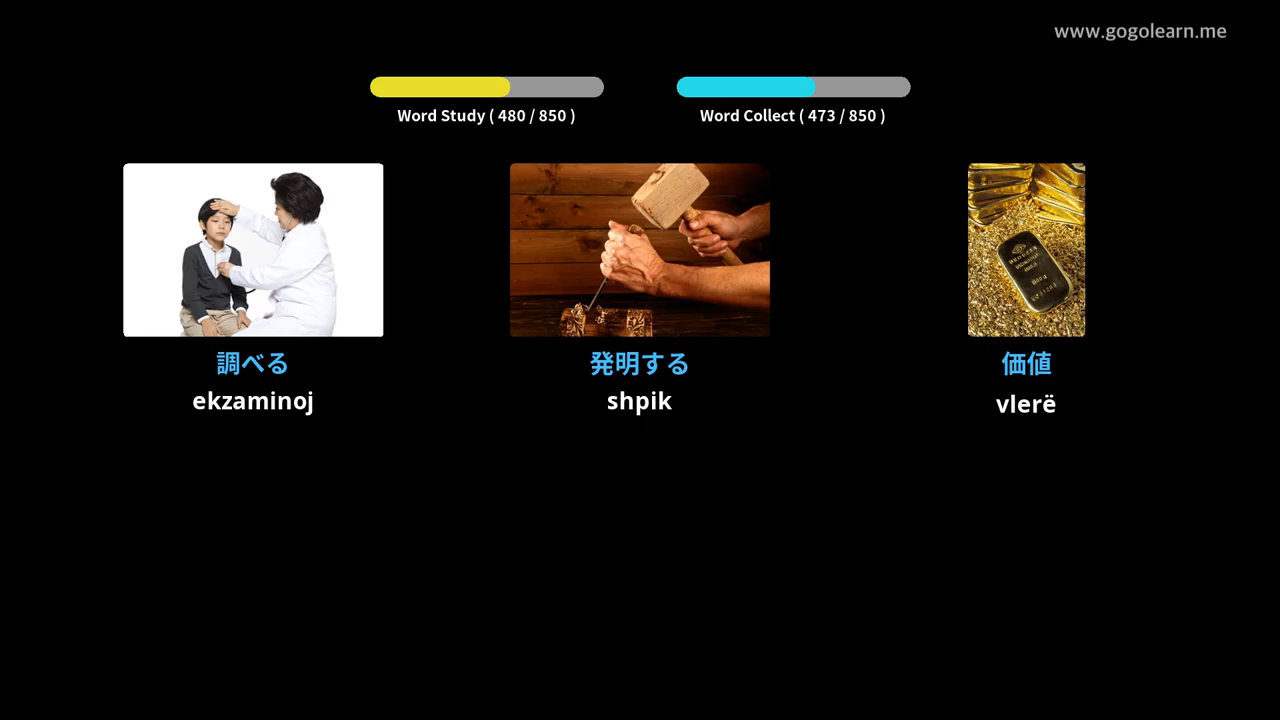 www.gogolearn.me
Word Study ( 480 / 850 )
Word Collect ( 473 / 850 )
調べる
発明する
価値
ekzaminoj
shpik
vlerë